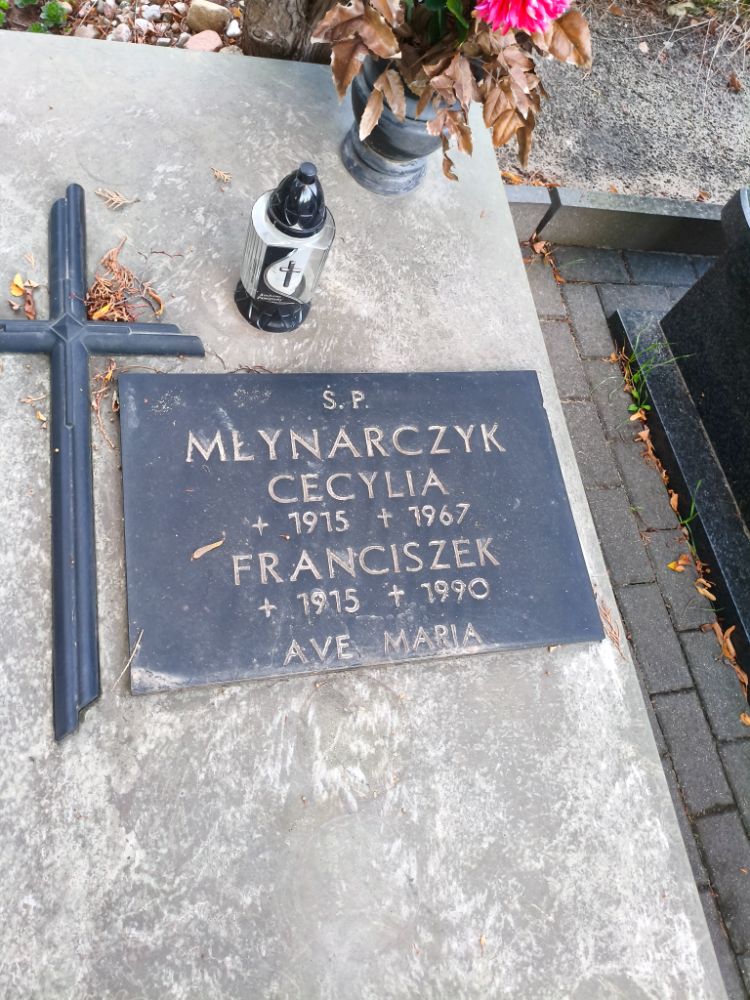 Ś.P.
MŁYNARCZYK
CECYLIA
+ 1915 + 1967
FRANCISZEK
+ 1915 + 1990
AVE MARIA